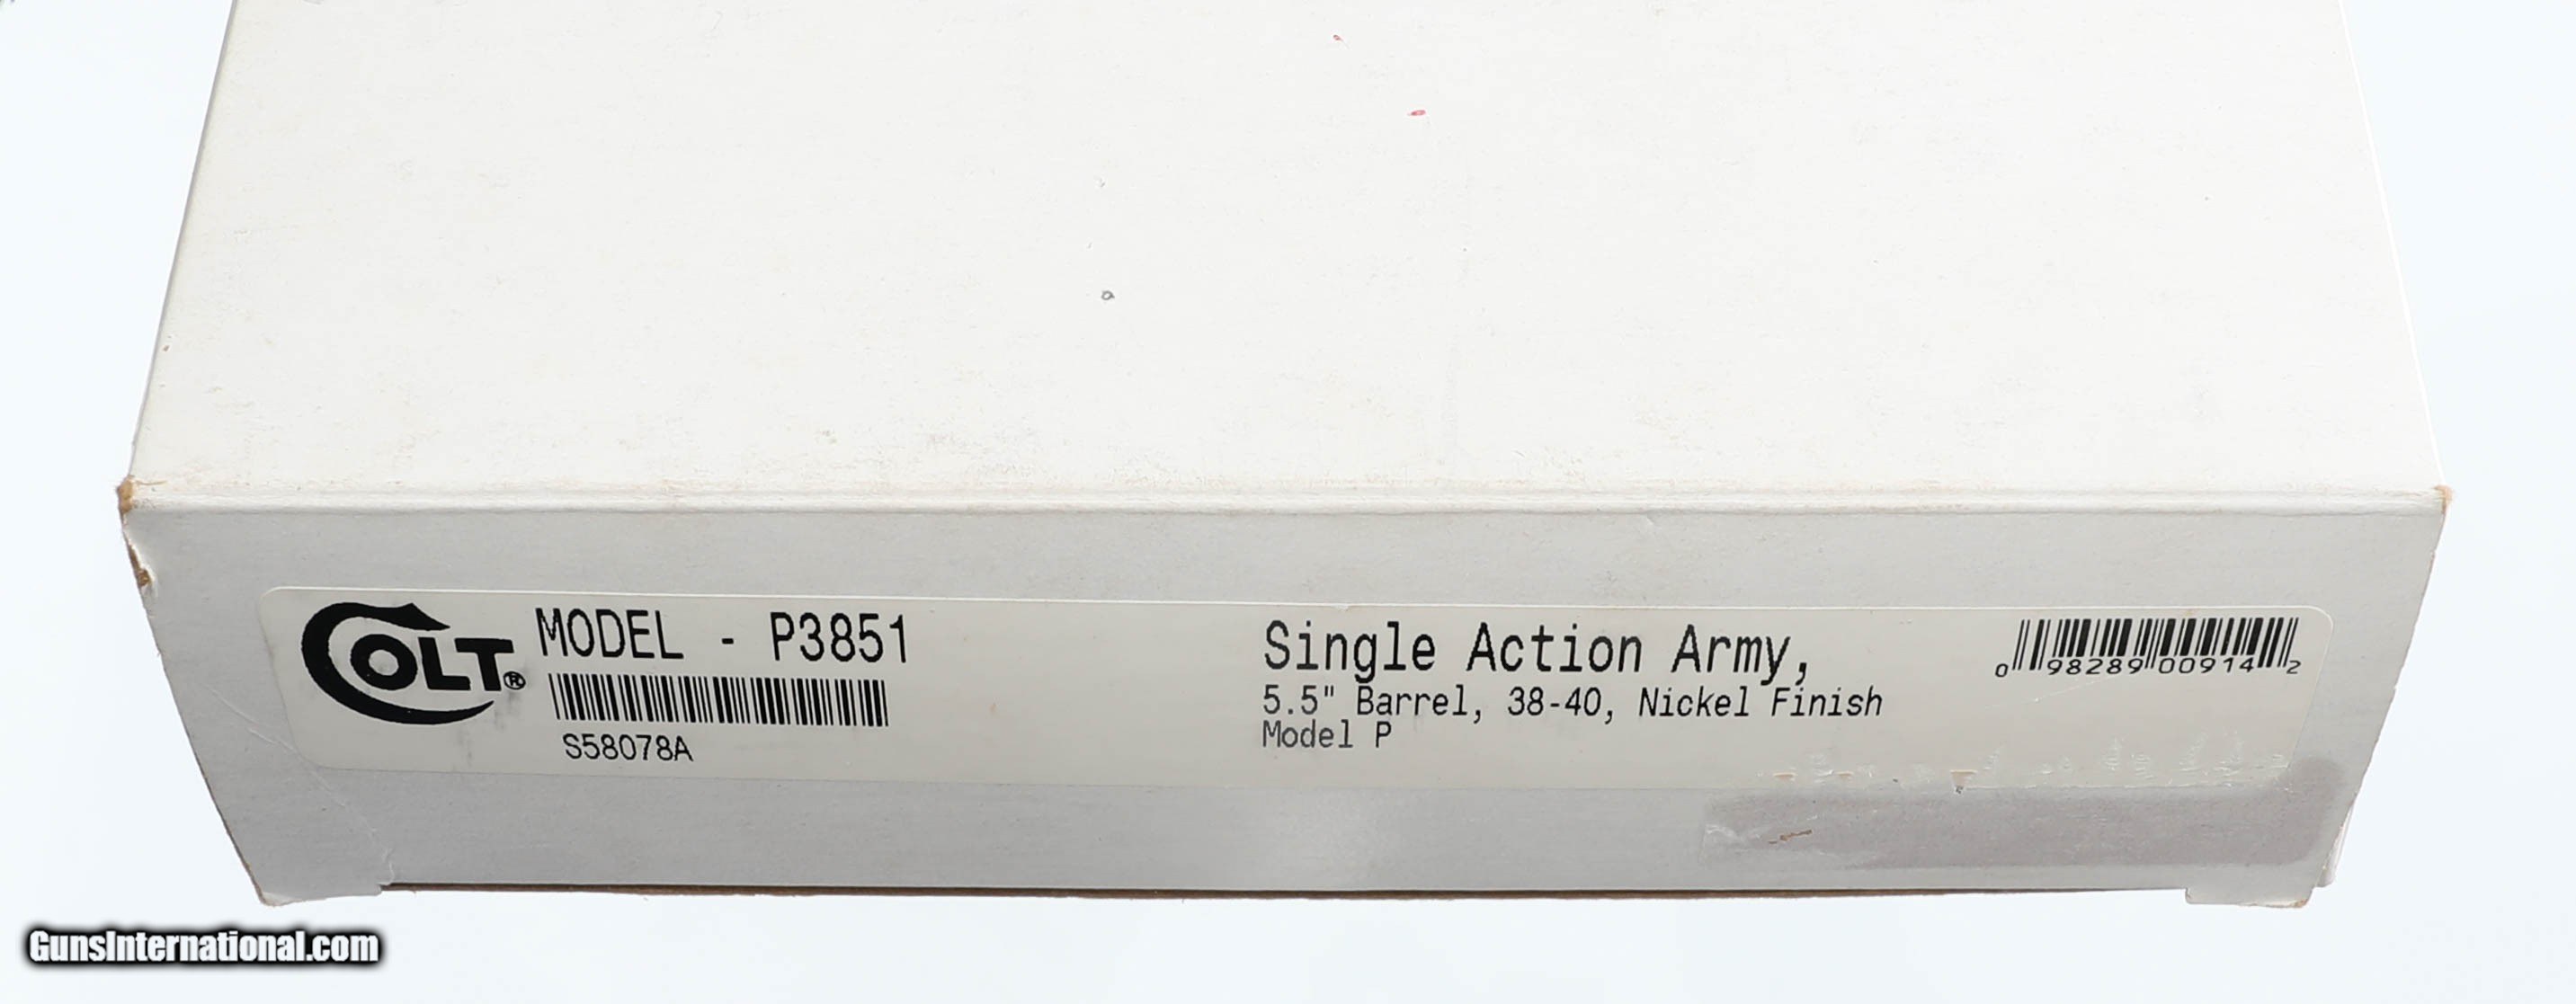 COLT® MODEL - P3851
S58078A
Single Action Army,
5.5" Barrel, 38-40, Nickel Finish
Model P
0 98289 00914 2
GunsInternational.com